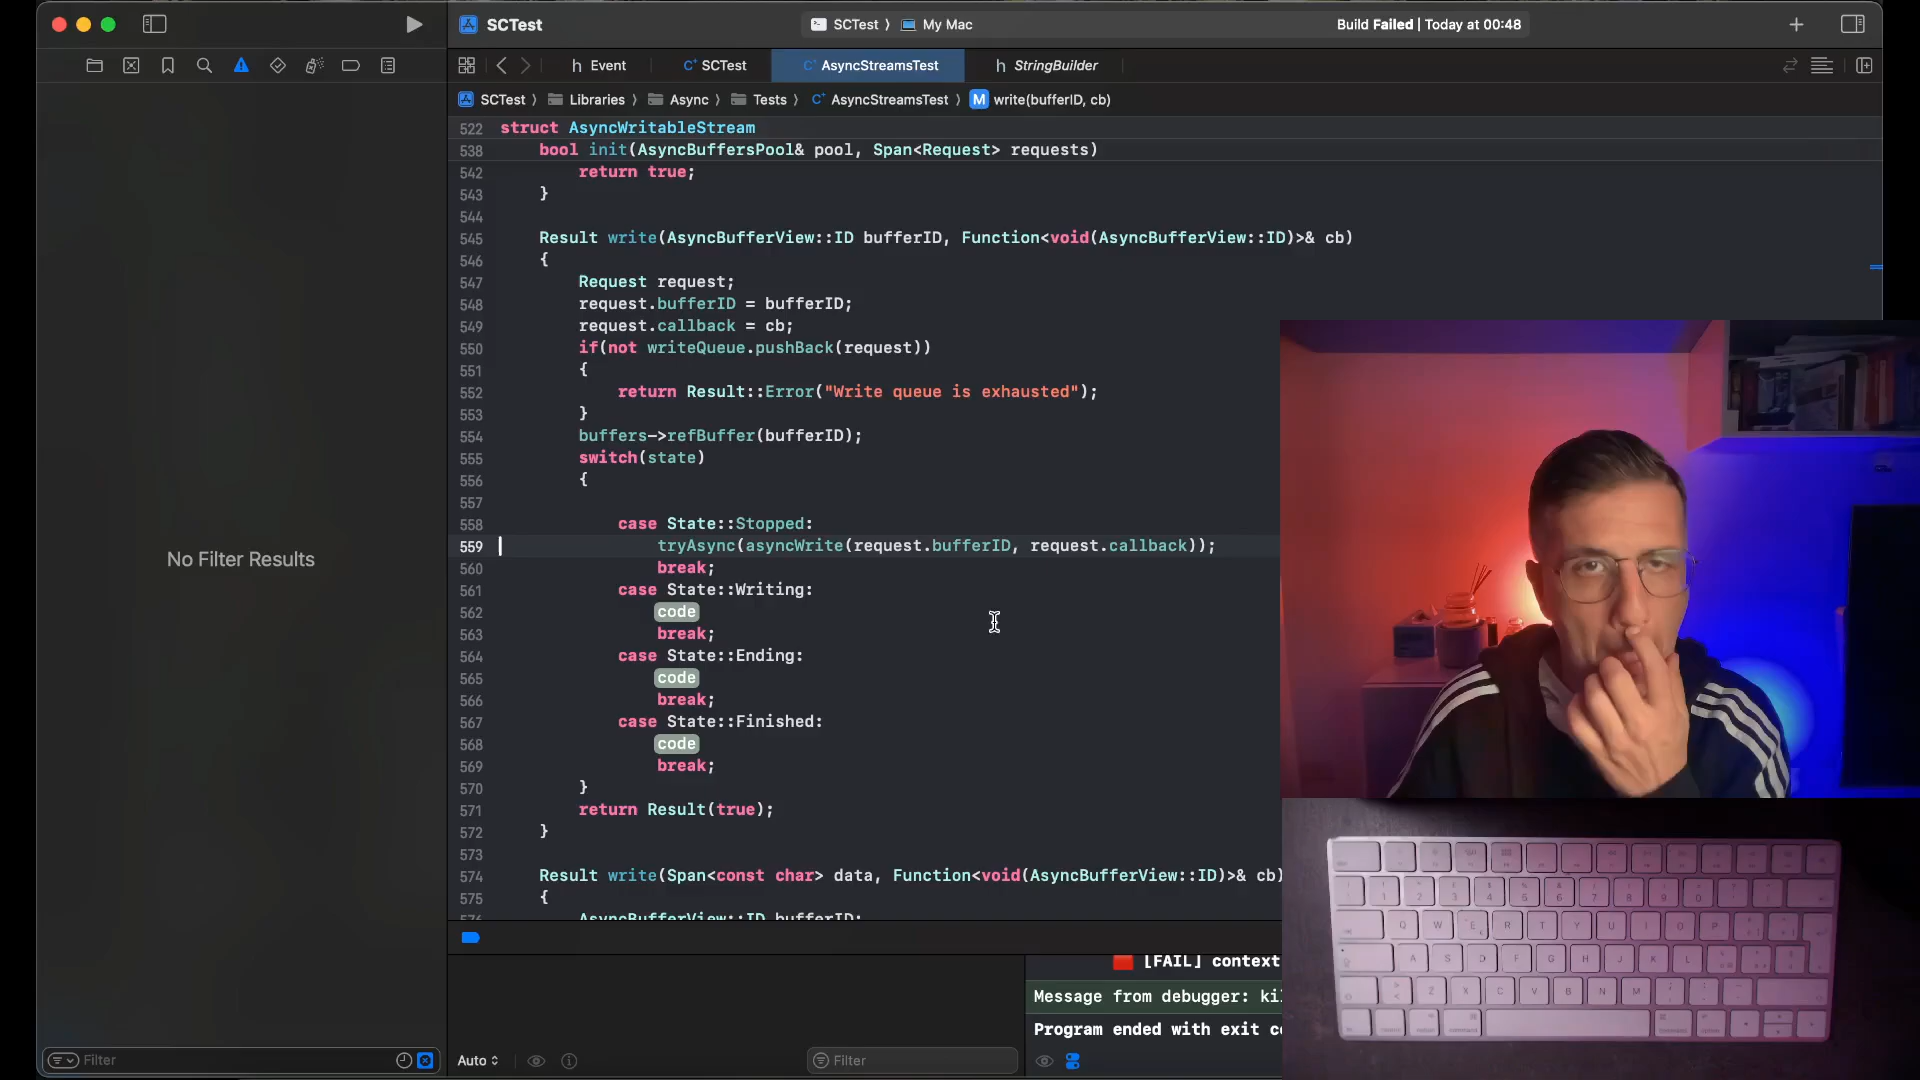 SCTest
SCTest 〉 My Mac
Build Failed | Today at 00:48
Event
SCTest
AsyncStreamsTest
StringBuilder
SCTest 〉 Libraries 〉 Async 〉 Tests 〉 AsyncStreamsTest 〉 M write(bufferID, cb)
522 struct AsyncWritableStream
538 bool init(AsyncBuffersPool& pool, Span<Request> requests)
542 return true;
543 }
544
545 Result write(AsyncBufferView::ID bufferID, Function<void(AsyncBufferView::ID)>& cb)
546 {
547 Request request;
548 request.bufferID = bufferID;
549 request.callback = cb;
550 if(not writeQueue.pushBack(request))
551 {
552 return Result::Error("Write queue is exhausted");
553 }
554 buffers->refBuffer(bufferID);
555 switch(state)
556 {
557
558 case State::Stopped:
559 tryAsync(asyncWrite(request.bufferID, request.callback));
560 break;
561 case State::Writing:
562 code
563 break;
564 case State::Ending:
565 code
566 break;
567 case State::Finished:
568 code
569 break;
570 }
571 return Result(true);
572 }
573
574 Result write(Span<const char> data, Function<void(AsyncBufferView::ID)>& cb)
575 {
576 AsyncBufferView::ID bufferID;
No Filter Results
[FAIL] context
Message from debugger: ki
Program ended with exit c
Filter
Auto
Filter